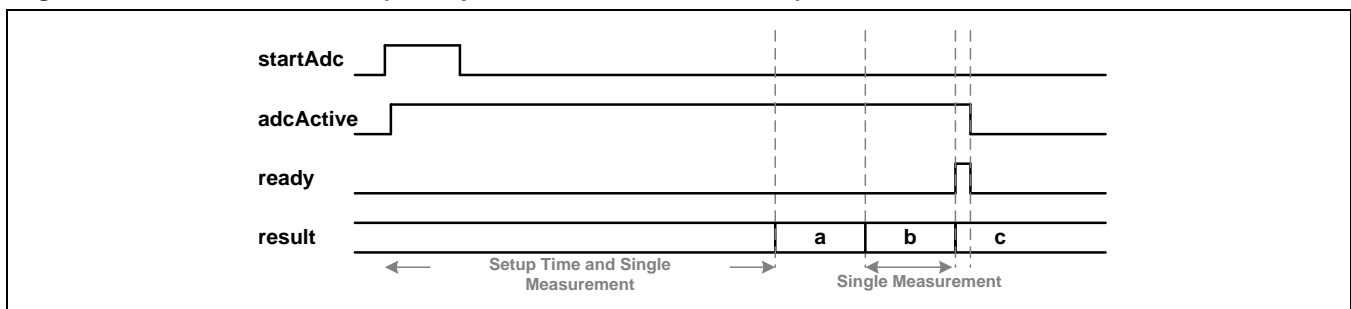 startAdc
adcActive
ready
result
a b c
Setup Time and Single
Measurement
Single Measurement